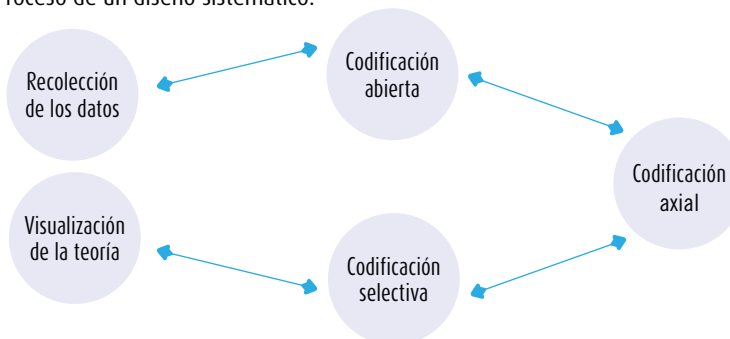 roceso de un diseño sistemático.
Recolección
de los datos
Codificación
abierta
Codificación
axial
Codificación
selectiva
Visualización
de la teoría